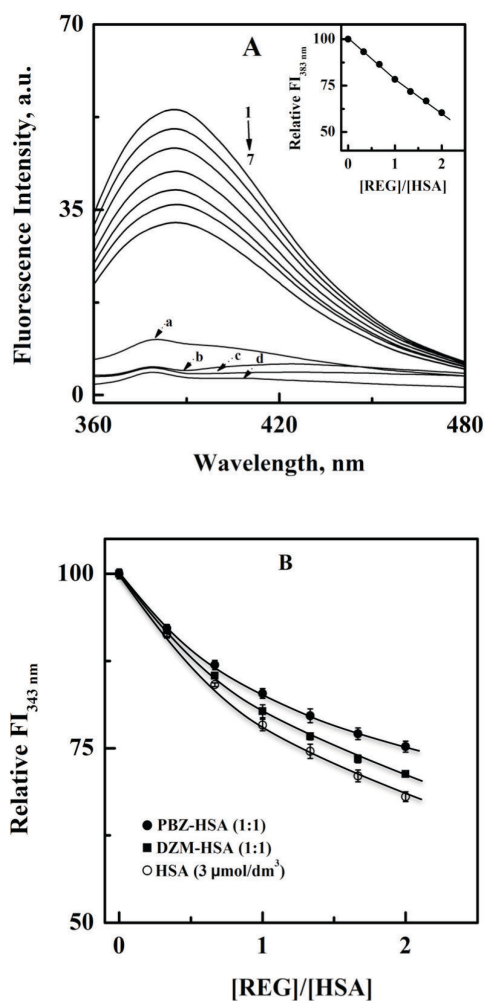 70
A
1
7
100
75
50
Relative FI383 nm
0
1
2
[REG]/[HSA]
35
Fluorescence Intensity, a.u.
a
b
c
d
0
360
420
480
Wavelength, nm
B
100
75
50
Relative FI343 nm
PBZ-HSA (1:1)
DZM-HSA (1:1)
HSA (3 µmol/dm³)
0
1
2
[REG]/[HSA]